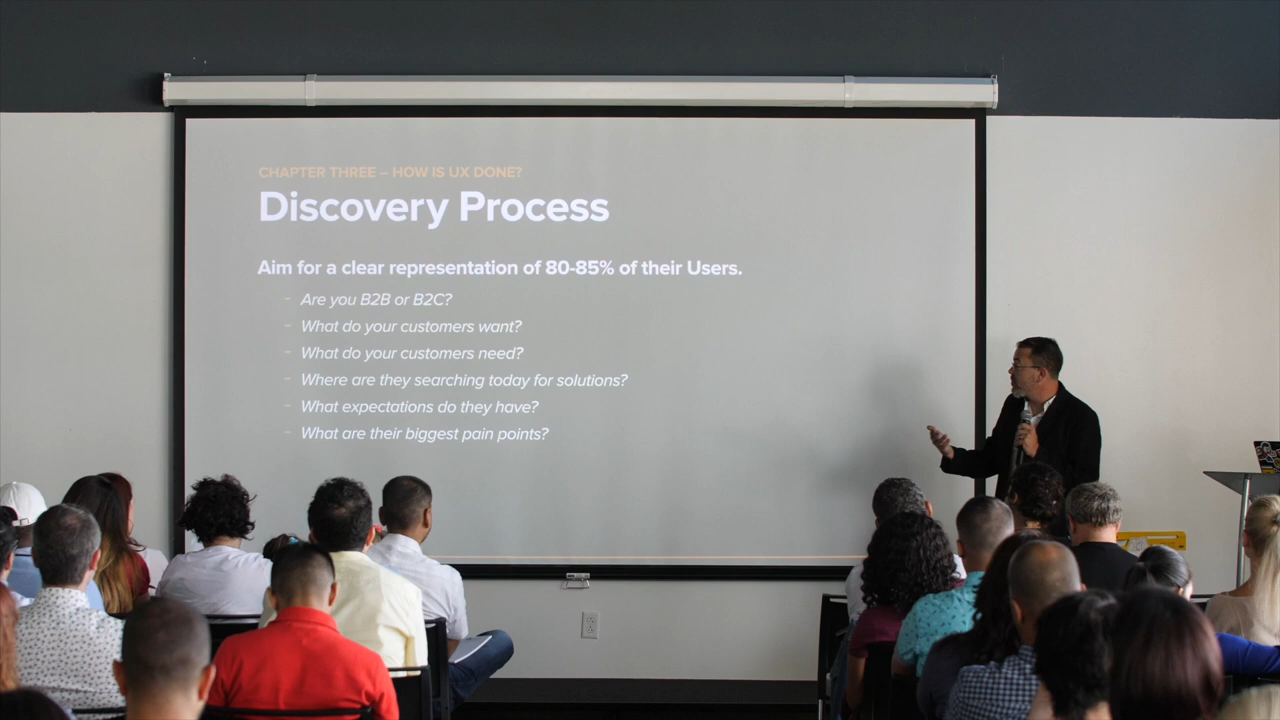 CHAPTER THREE – HOW IS UX DONE?
Discovery Process
Aim for a clear representation of 80-85% of their Users.
– Are you B2B or B2C?
– What do your customers want?
– What do your customers need?
– Where are they searching today for solutions?
– What expectations do they have?
– What are their biggest pain points?